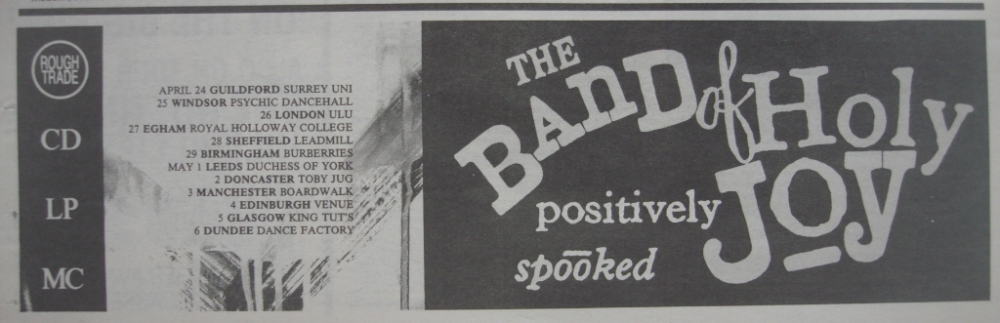 ROUGH
TRADE
CD
LP
MC
APRIL 24 GUILDFORD SURREY UNI
25 WINDSOR PSYCHIC DANCEHALL
26 LONDON ULU
27 EGHAM ROYAL HOLLOWAY COLLEGE
28 SHEFFIELD LEADMILL
29 BIRMINGHAM BURBERRIES
MAY 1 LEEDS DUCHESS OF YORK
2 DONCASTER TOBY JUG
3 MANCHESTER BOARDWALK
4 EDINBURGH VENUE
5 GLASGOW KING TUT'S
6 DUNDEE DANCE FACTORY
THE
BAnD of Holy
JOY
positively
spōōked